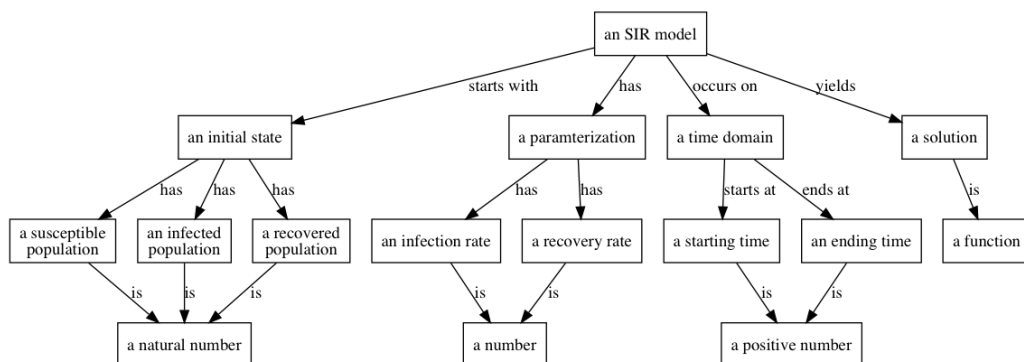 an SIR model
starts with
has
occurs on
yields
an initial state
a paramterization
a time domain
a solution
has
has
has
has
has
starts at
ends at
is
a susceptible
population
an infected
population
a recovered
population
an infection rate
a recovery rate
a starting time
an ending time
a function
is
is
is
is
is
is
is
a natural number
a number
a positive number